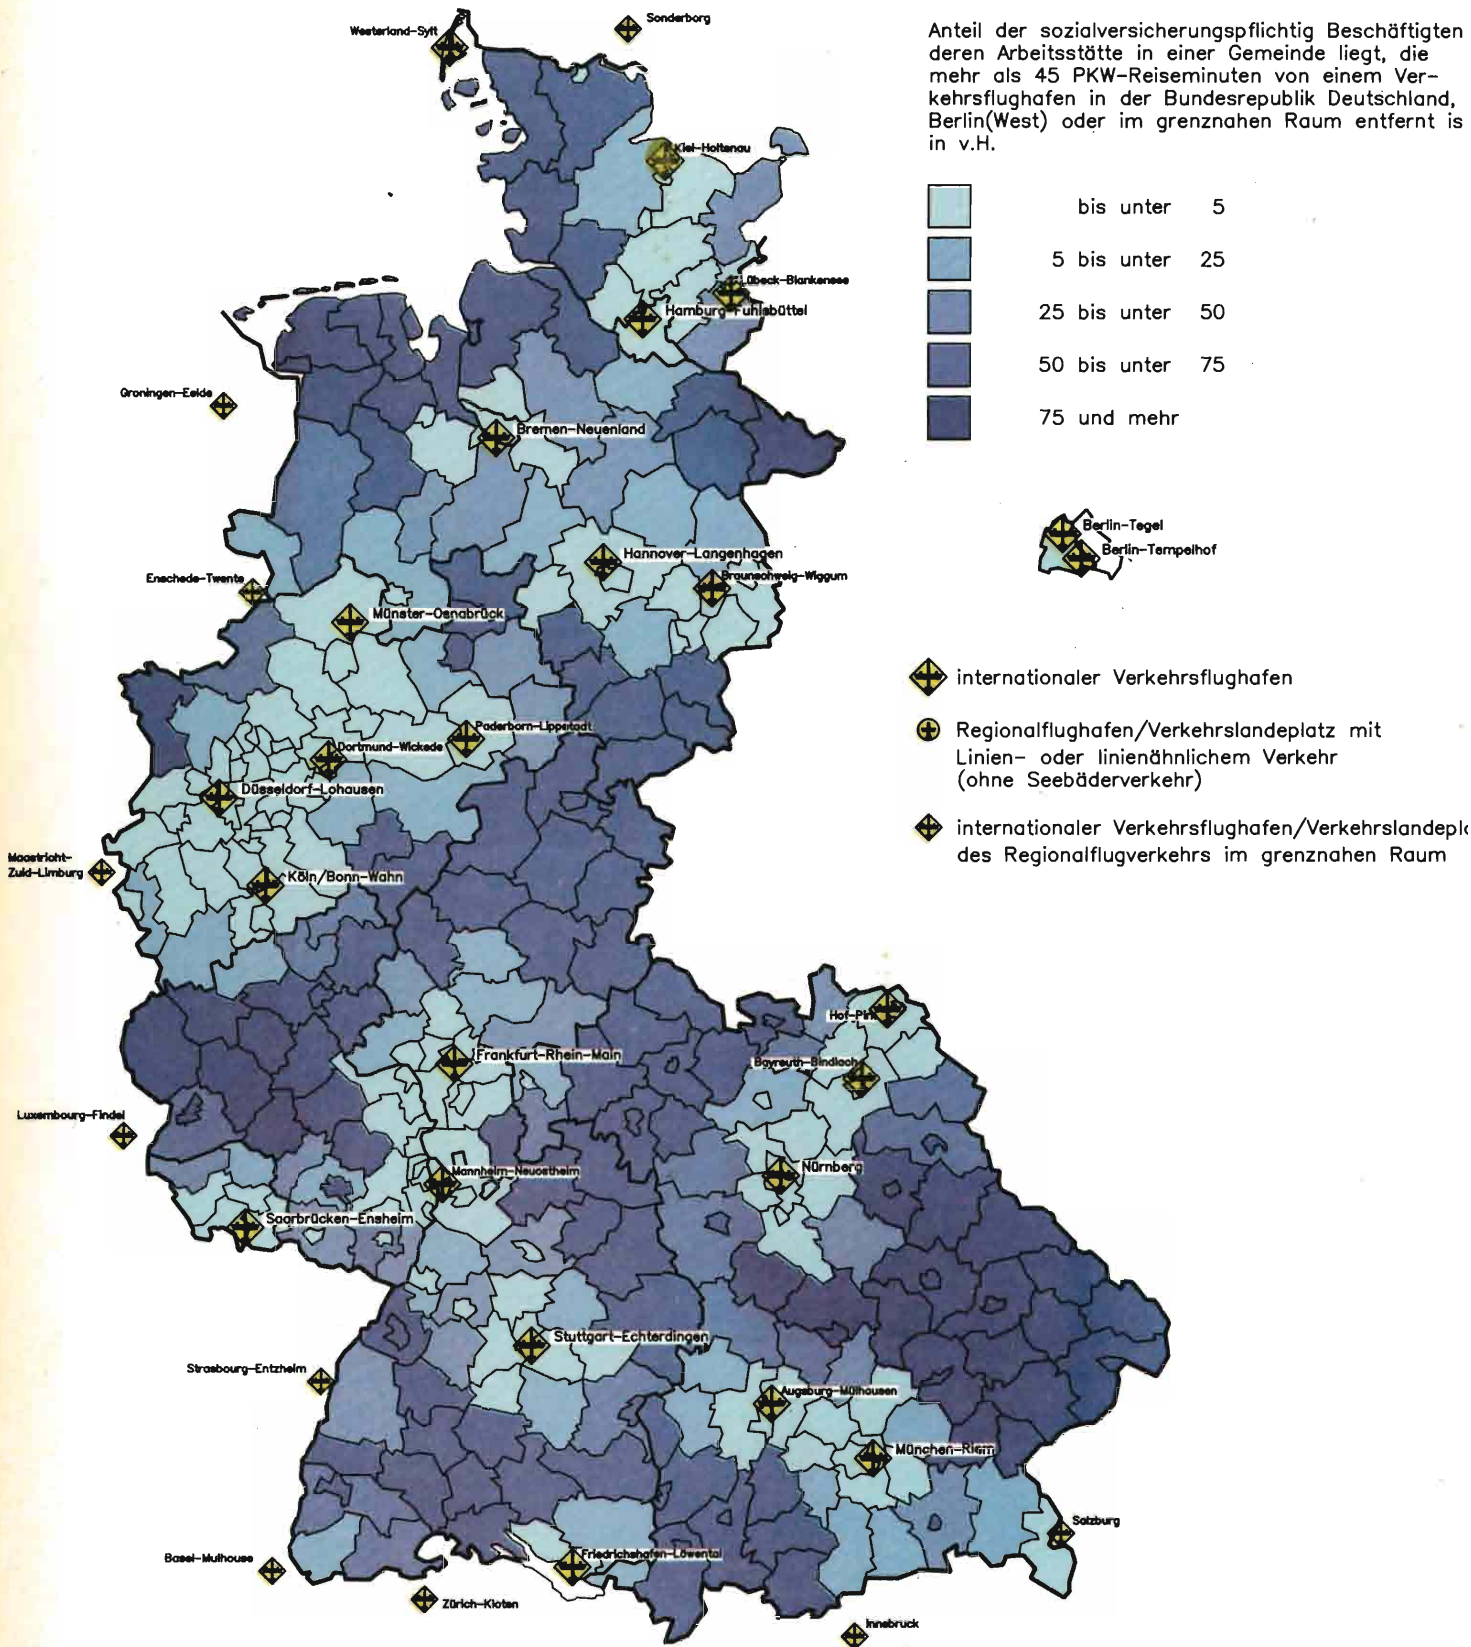 Anteil der sozialversicherungspflichtig Beschäftigten
deren Arbeitsstätte in einer Gemeinde liegt, die
mehr als 45 PKW-Reiseminuten von einem Ver-
kehrsflughafen in der Bundesrepublik Deutschland,
Berlin(West) oder im grenznahen Raum entfernt is
in v.H.
bis unter 5
5 bis unter 25
25 bis unter 50
50 bis unter 75
75 und mehr
internationaler Verkehrsflughafen
Regionalflughafen/Verkehrslandeplatz mit
Linien- oder linienähnlichem Verkehr
(ohne Seebäderverkehr)
internationaler Verkehrsflughafen/Verkehrslandepl
des Regionalflugverkehrs im grenznahen Raum
Westerland-Sylt
Sonderborg
Kiel-Holtenau
Lübeck-Blankensee
Hamburg-Fuhlsbüttel
Groningen-Eelde
Bremen-Neuenland
Berlin-Tegel
Berlin-Tempelhof
Hannover-Langenhagen
Braunschweig-Wiggum
Enschede-Twente
Münster-Osnabrück
Paderborn-Lippstadt
Dortmund-Wickede
Düsseldorf-Lohausen
Maastricht-
Zuid-Limburg
Köln/Bonn-Wahn
Hof-Pirk
Frankfurt-Rhein-Main
Bayreuth-Bindlach
Luxembourg-Findel
Mannheim-Neuostheim
Nürnberg
Saarbrücken-Ensheim
Stuttgart-Echterdingen
Strasbourg-Entzheim
Augsburg-Mülhausen
München-Riem
Salzburg
Basel-Mulhouse
Friedrichshafen-Löwental
Zürich-Kloten
Innsbruck